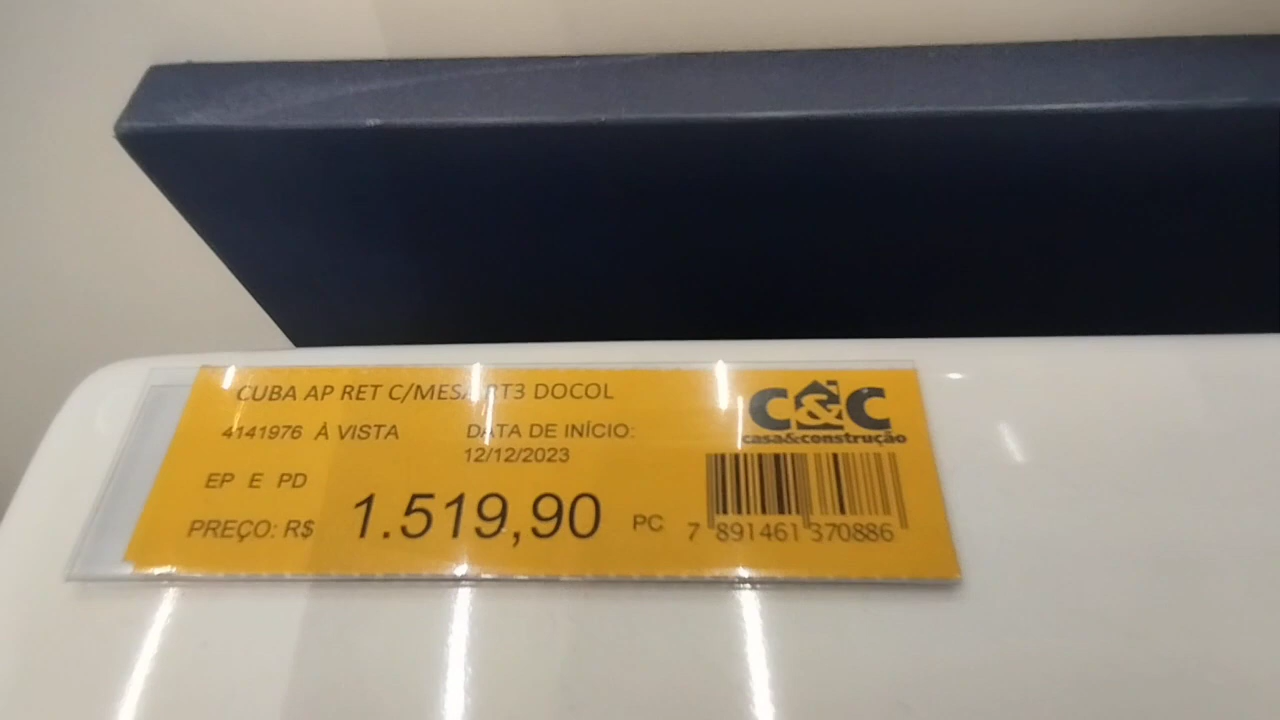 CUBA AP RET C/MESA RT3 DOCOL
4141976 À VISTA
DATA DE INÍCIO:
12/12/2023
EP E PD
PREÇO: R$ 1.519,90 PC
C&C
casa&construção
7 891461 370886